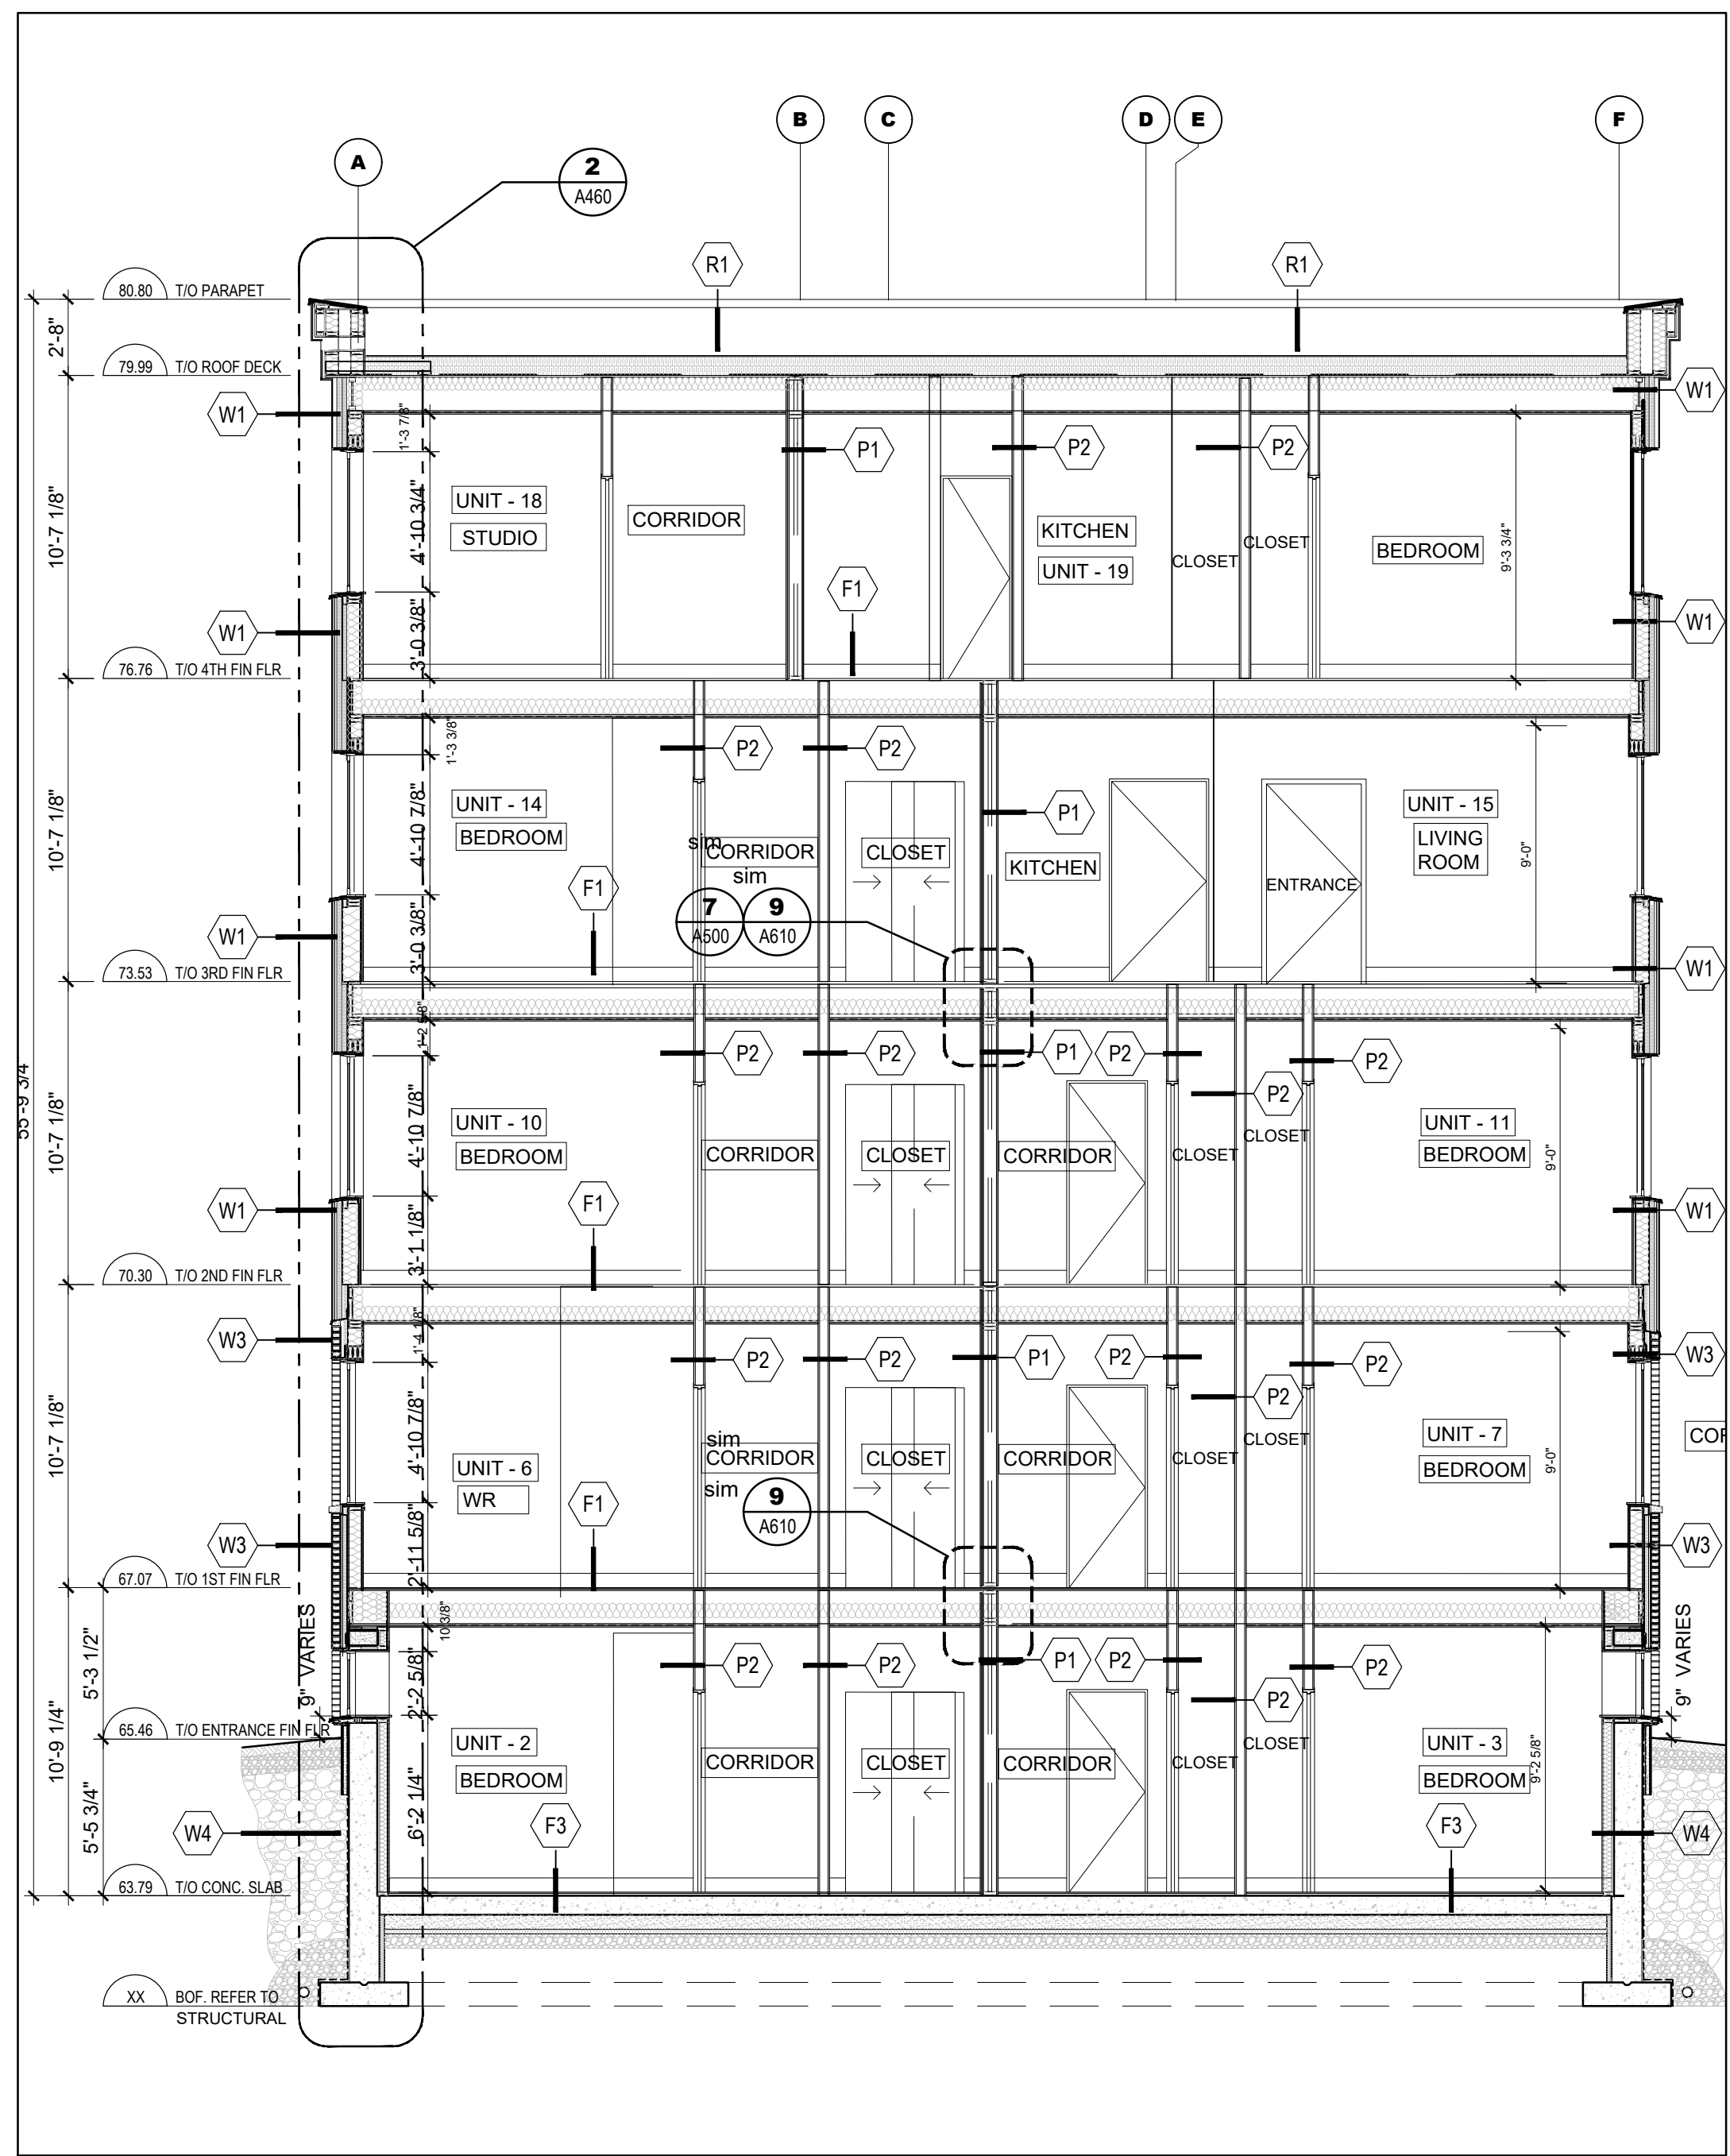 B
C
D
E
F
A
2
A460
R1
R1
80.80 T/O PARAPET
2'-8"
79.99 T/O ROOF DECK
W1
W1
1'-3 7/8"
P1
P2
P2
UNIT - 18
STUDIO
CORRIDOR
KITCHEN
UNIT - 19
CLOSET
CLOSET
BEDROOM
9'-3 3/4"
4'-10 3/4"
10'-7 1/8"
F1
W1
W1
3'-0 3/8"
76.76 T/O 4TH FIN FLR
1'-3 3/8"
P2
P2
P1
UNIT - 14
BEDROOM
sim
CORRIDOR
sim
CLOSET
KITCHEN
ENTRANCE
UNIT - 15
LIVING
ROOM
9'-0"
4'-10 7/8"
10'-7 1/8"
F1
7
A500
9
A610
W1
W1
3'-0 3/8"
73.53 T/O 3RD FIN FLR
1'-2 5/8"
P2
P2
P1
P2
P2
P2
55'-9 3/4"
10'-7 1/8"
4'-10 7/8"
UNIT - 10
BEDROOM
CORRIDOR
CLOSET
CORRIDOR
CLOSET
CLOSET
UNIT - 11
BEDROOM
9'-0"
F1
W1
W1
3'-1 1/8"
70.30 T/O 2ND FIN FLR
W3
1'-4 1/8"
P2
P2
P1
P2
P2
P2
W3
10'-7 1/8"
4'-10 7/8"
UNIT - 6
WR
sim
CORRIDOR
sim
CLOSET
CORRIDOR
CLOSET
CLOSET
UNIT - 7
BEDROOM
9'-0"
COR
F1
9
A610
W3
W3
2'-11 5/8"
67.07 T/O 1ST FIN FLR
10 3/8"
9" VARIES
9" VARIES
5'-3 1/2"
2'-2 5/8"
P2
P2
P1
P2
P2
P2
65.46 T/O ENTRANCE FIN FLR
10'-9 1/4"
UNIT - 2
BEDROOM
CORRIDOR
CLOSET
CORRIDOR
CLOSET
CLOSET
UNIT - 3
BEDROOM
9'-2 5/8"
5'-5 3/4"
6'-2 1/4"
W4
F3
F3
W4
63.79 T/O CONC. SLAB
XX BOF. REFER TO
STRUCTURAL